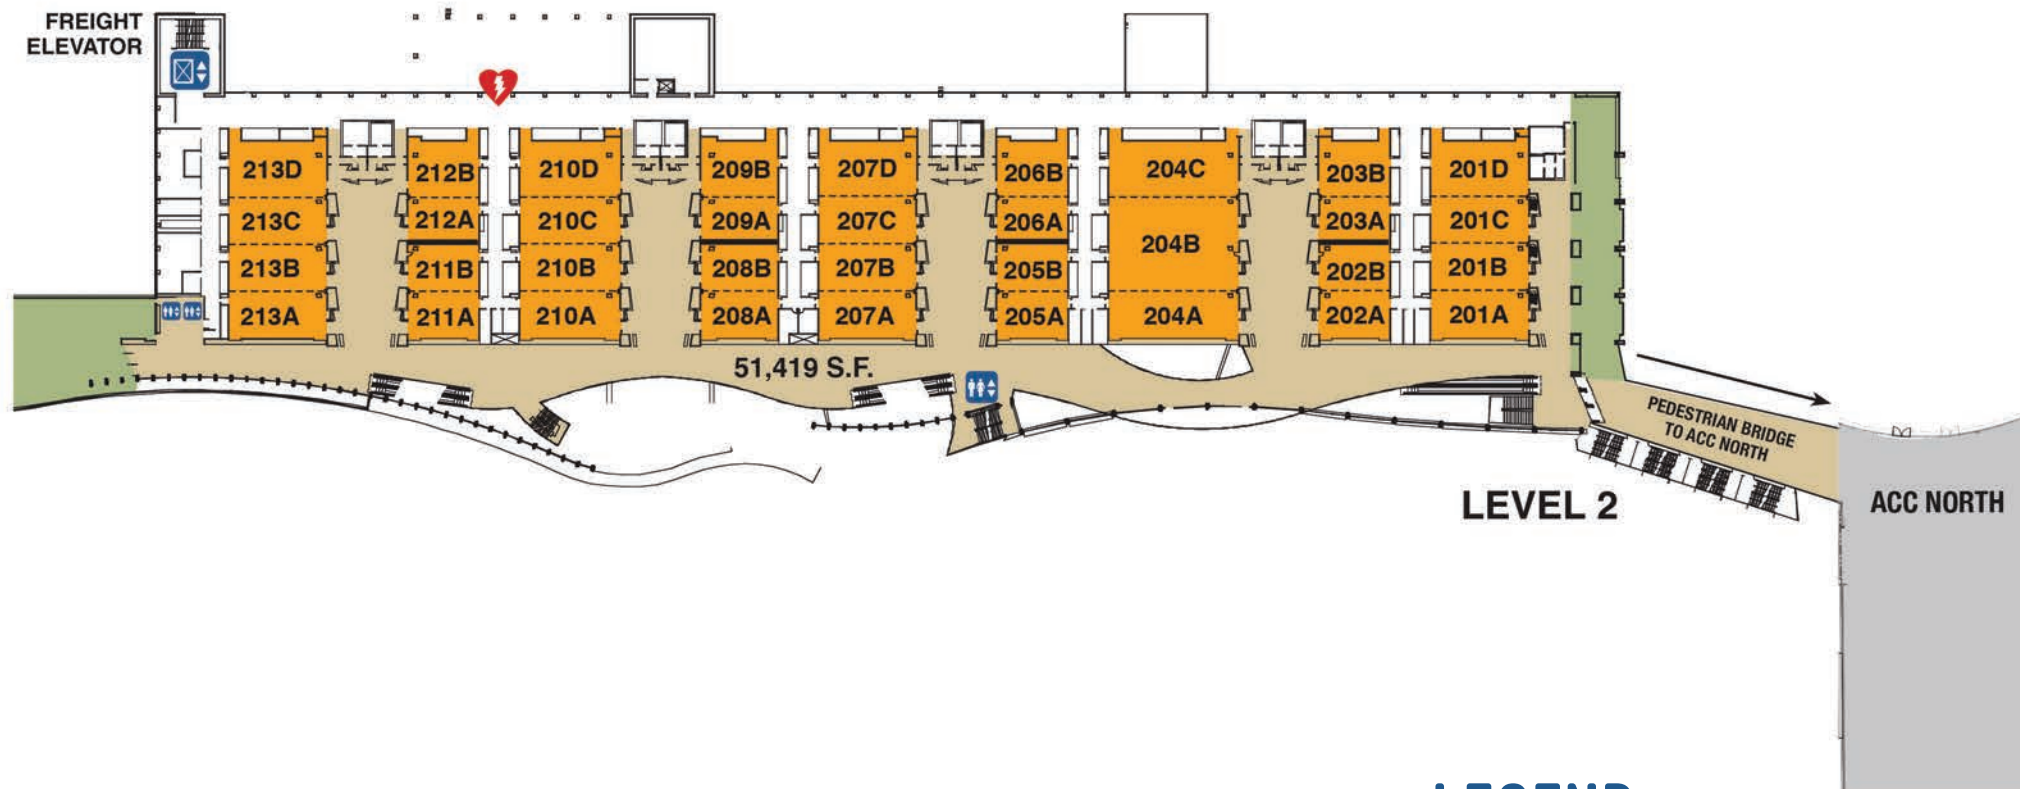 FREIGHT
ELEVATOR
213D
212B
210D
209B
207D
206B
204C
203B
201D
213C
212A
210C
209A
207C
206A
204B
203A
201C
213B
211B
210B
208B
207B
205B
202B
201B
213A
211A
210A
208A
207A
205A
204A
202A
201A
51,419 S.F.
PEDESTRIAN BRIDGE
TO ACC NORTH
LEVEL 2
ACC NORTH
LEGEND